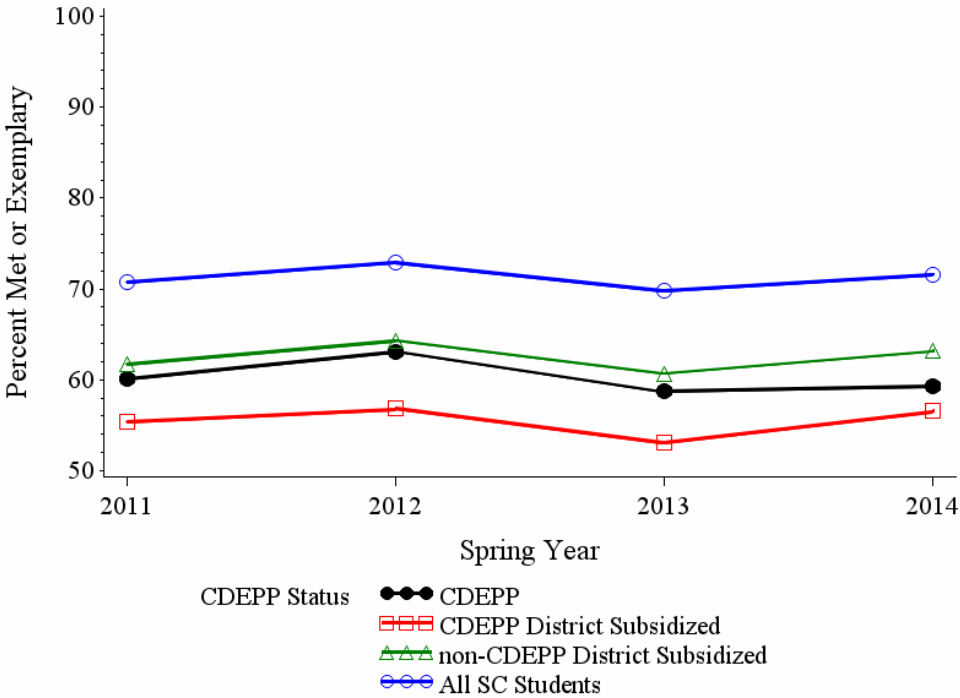 100
90
80
70
60
50
Percent Met or Exemplary
2011 2012 2013 2014
Spring Year
CDEPP Status
CDEPP
CDEPP District Subsidized
non-CDEPP District Subsidized
All SC Students